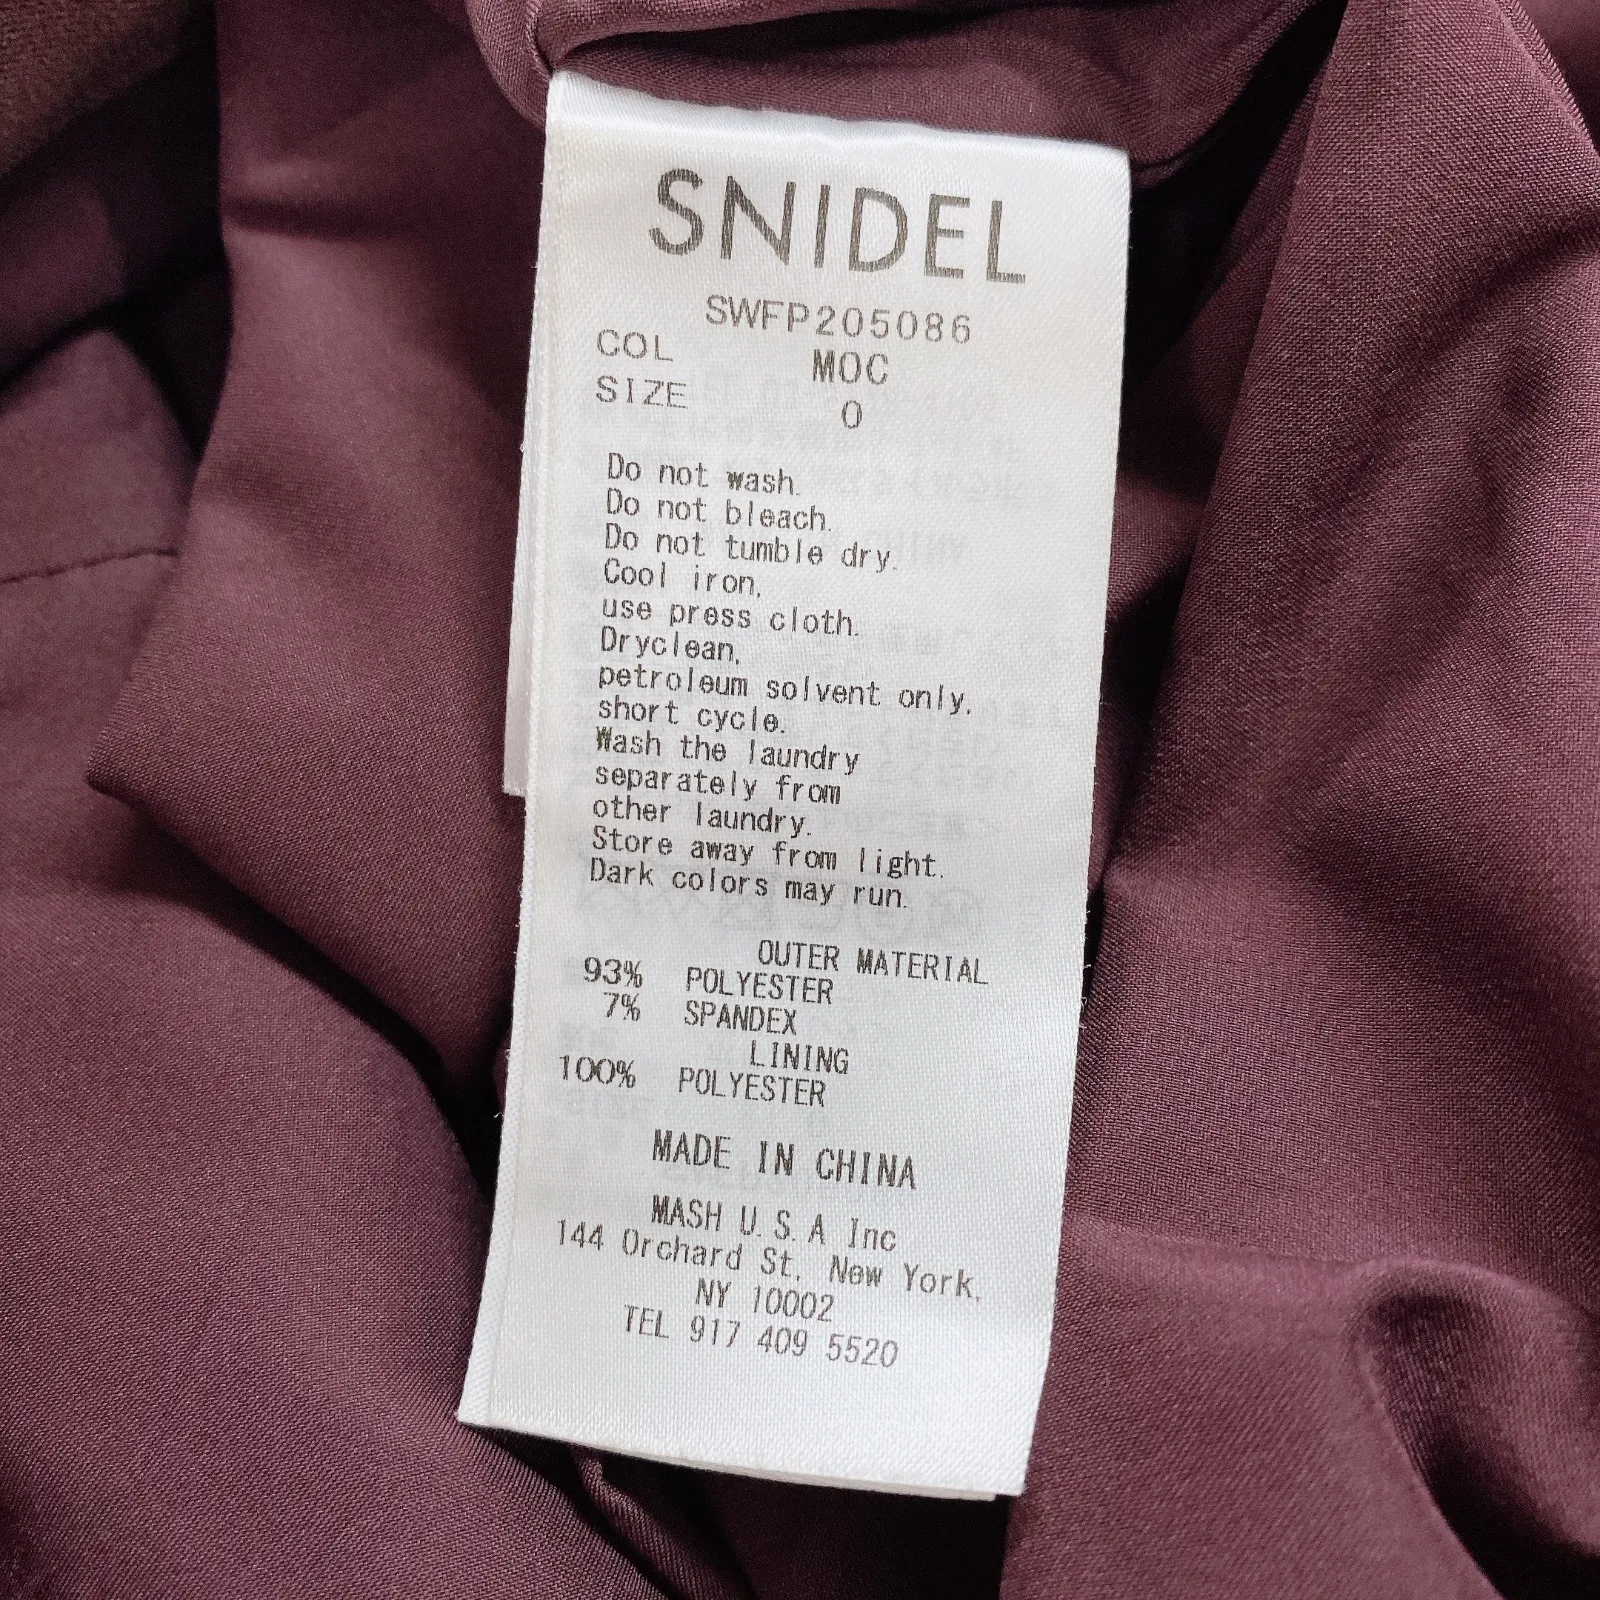 SNIDEL
SWFP205086
COL MOC
SIZE 0
Do not wash.
Do not bleach.
Do not tumble dry.
Cool iron,
use press cloth.
Dryclean,
petroleum solvent only,
short cycle.
Wash the laundry
separately from
other laundry.
Store away from light.
Dark colors may run.
OUTER MATERIAL
93% POLYESTER
7% SPANDEX
LINING
100% POLYESTER
MADE IN CHINA
MASH U.S.A Inc
144 Orchard St, New York,
NY 10002
TEL 917 409 5520